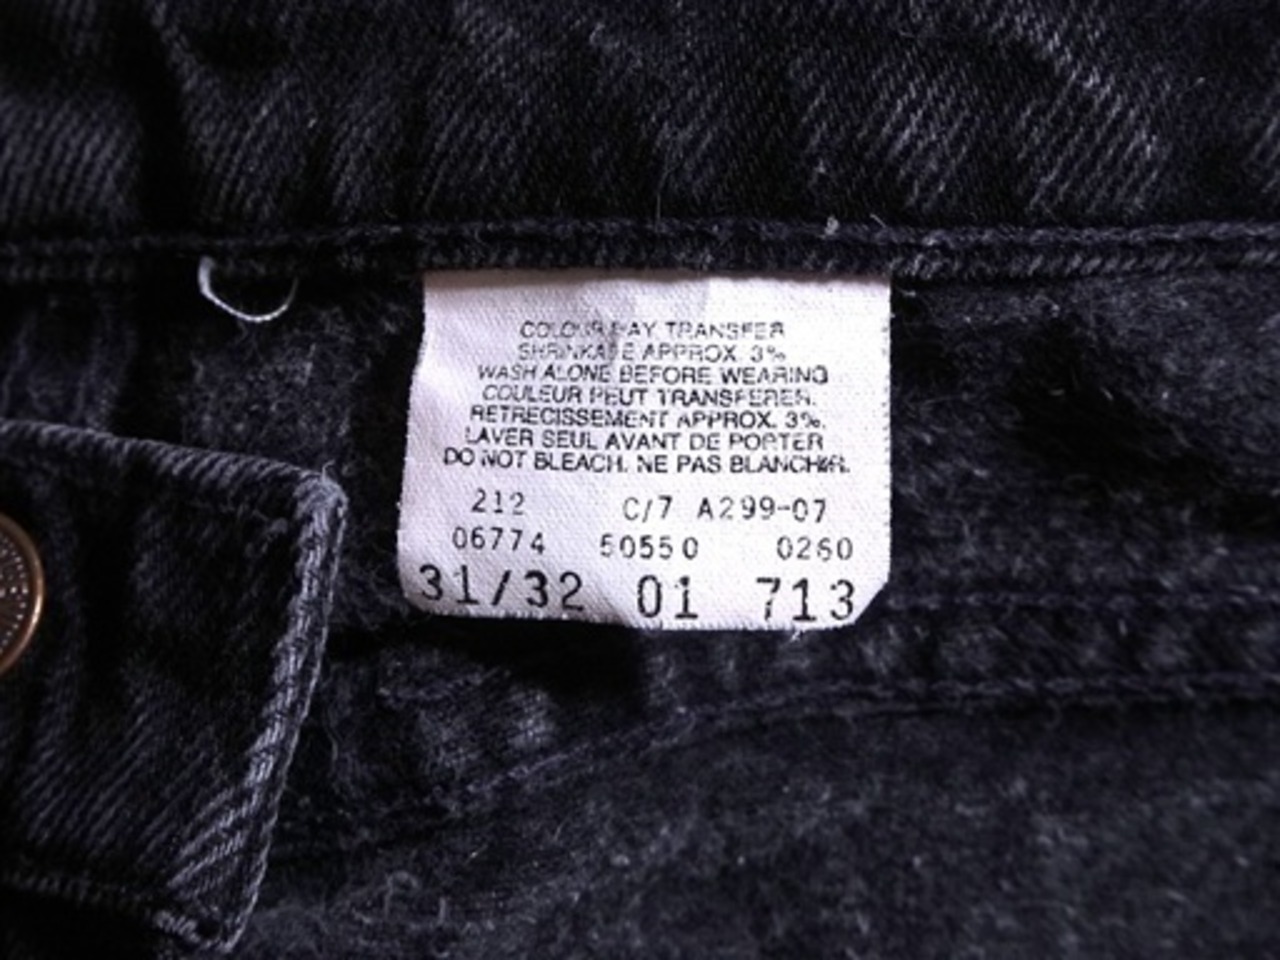 COLOUR MAY TRANSFER
SHRINKAGE APPROX. 3%
WASH ALONE BEFORE WEARING
COULEUR PEUT TRANSFERER.
RETRECISSEMENT APPROX. 3%.
LAVER SEUL AVANT DE PORTER
DO NOT BLEACH. NE PAS BLANCHIR.
212 C/7 A299-07
06774 50550 0260
31/32 01 713